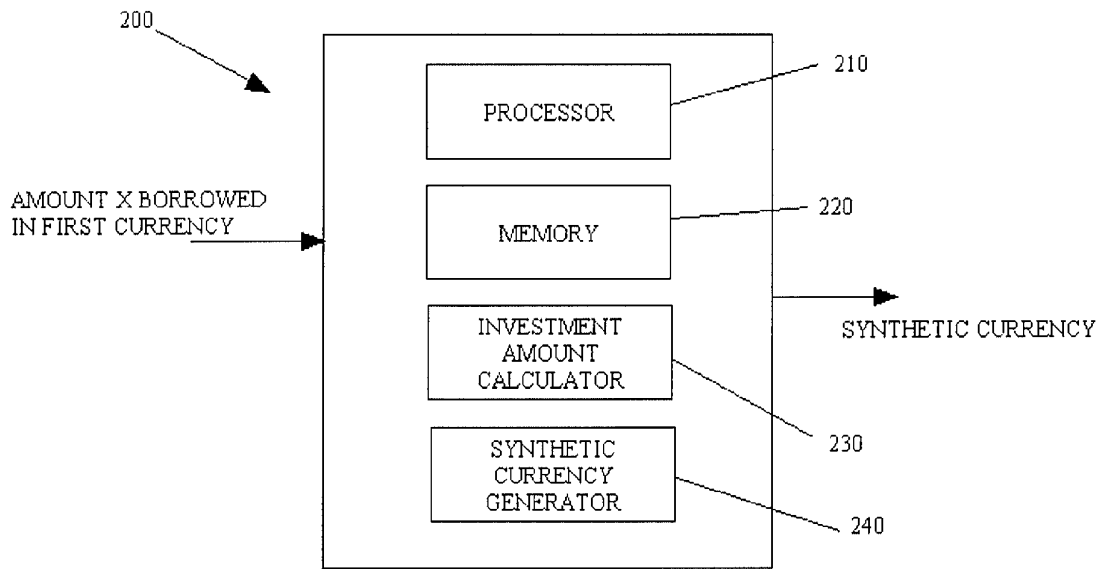 200
210
PROCESSOR
AMOUNT X BORROWED
IN FIRST CURRENCY
220
MEMORY
SYNTHETIC CURRENCY
INVESTMENT
AMOUNT
CALCULATOR
230
SYNTHETIC
CURRENCY
GENERATOR
240